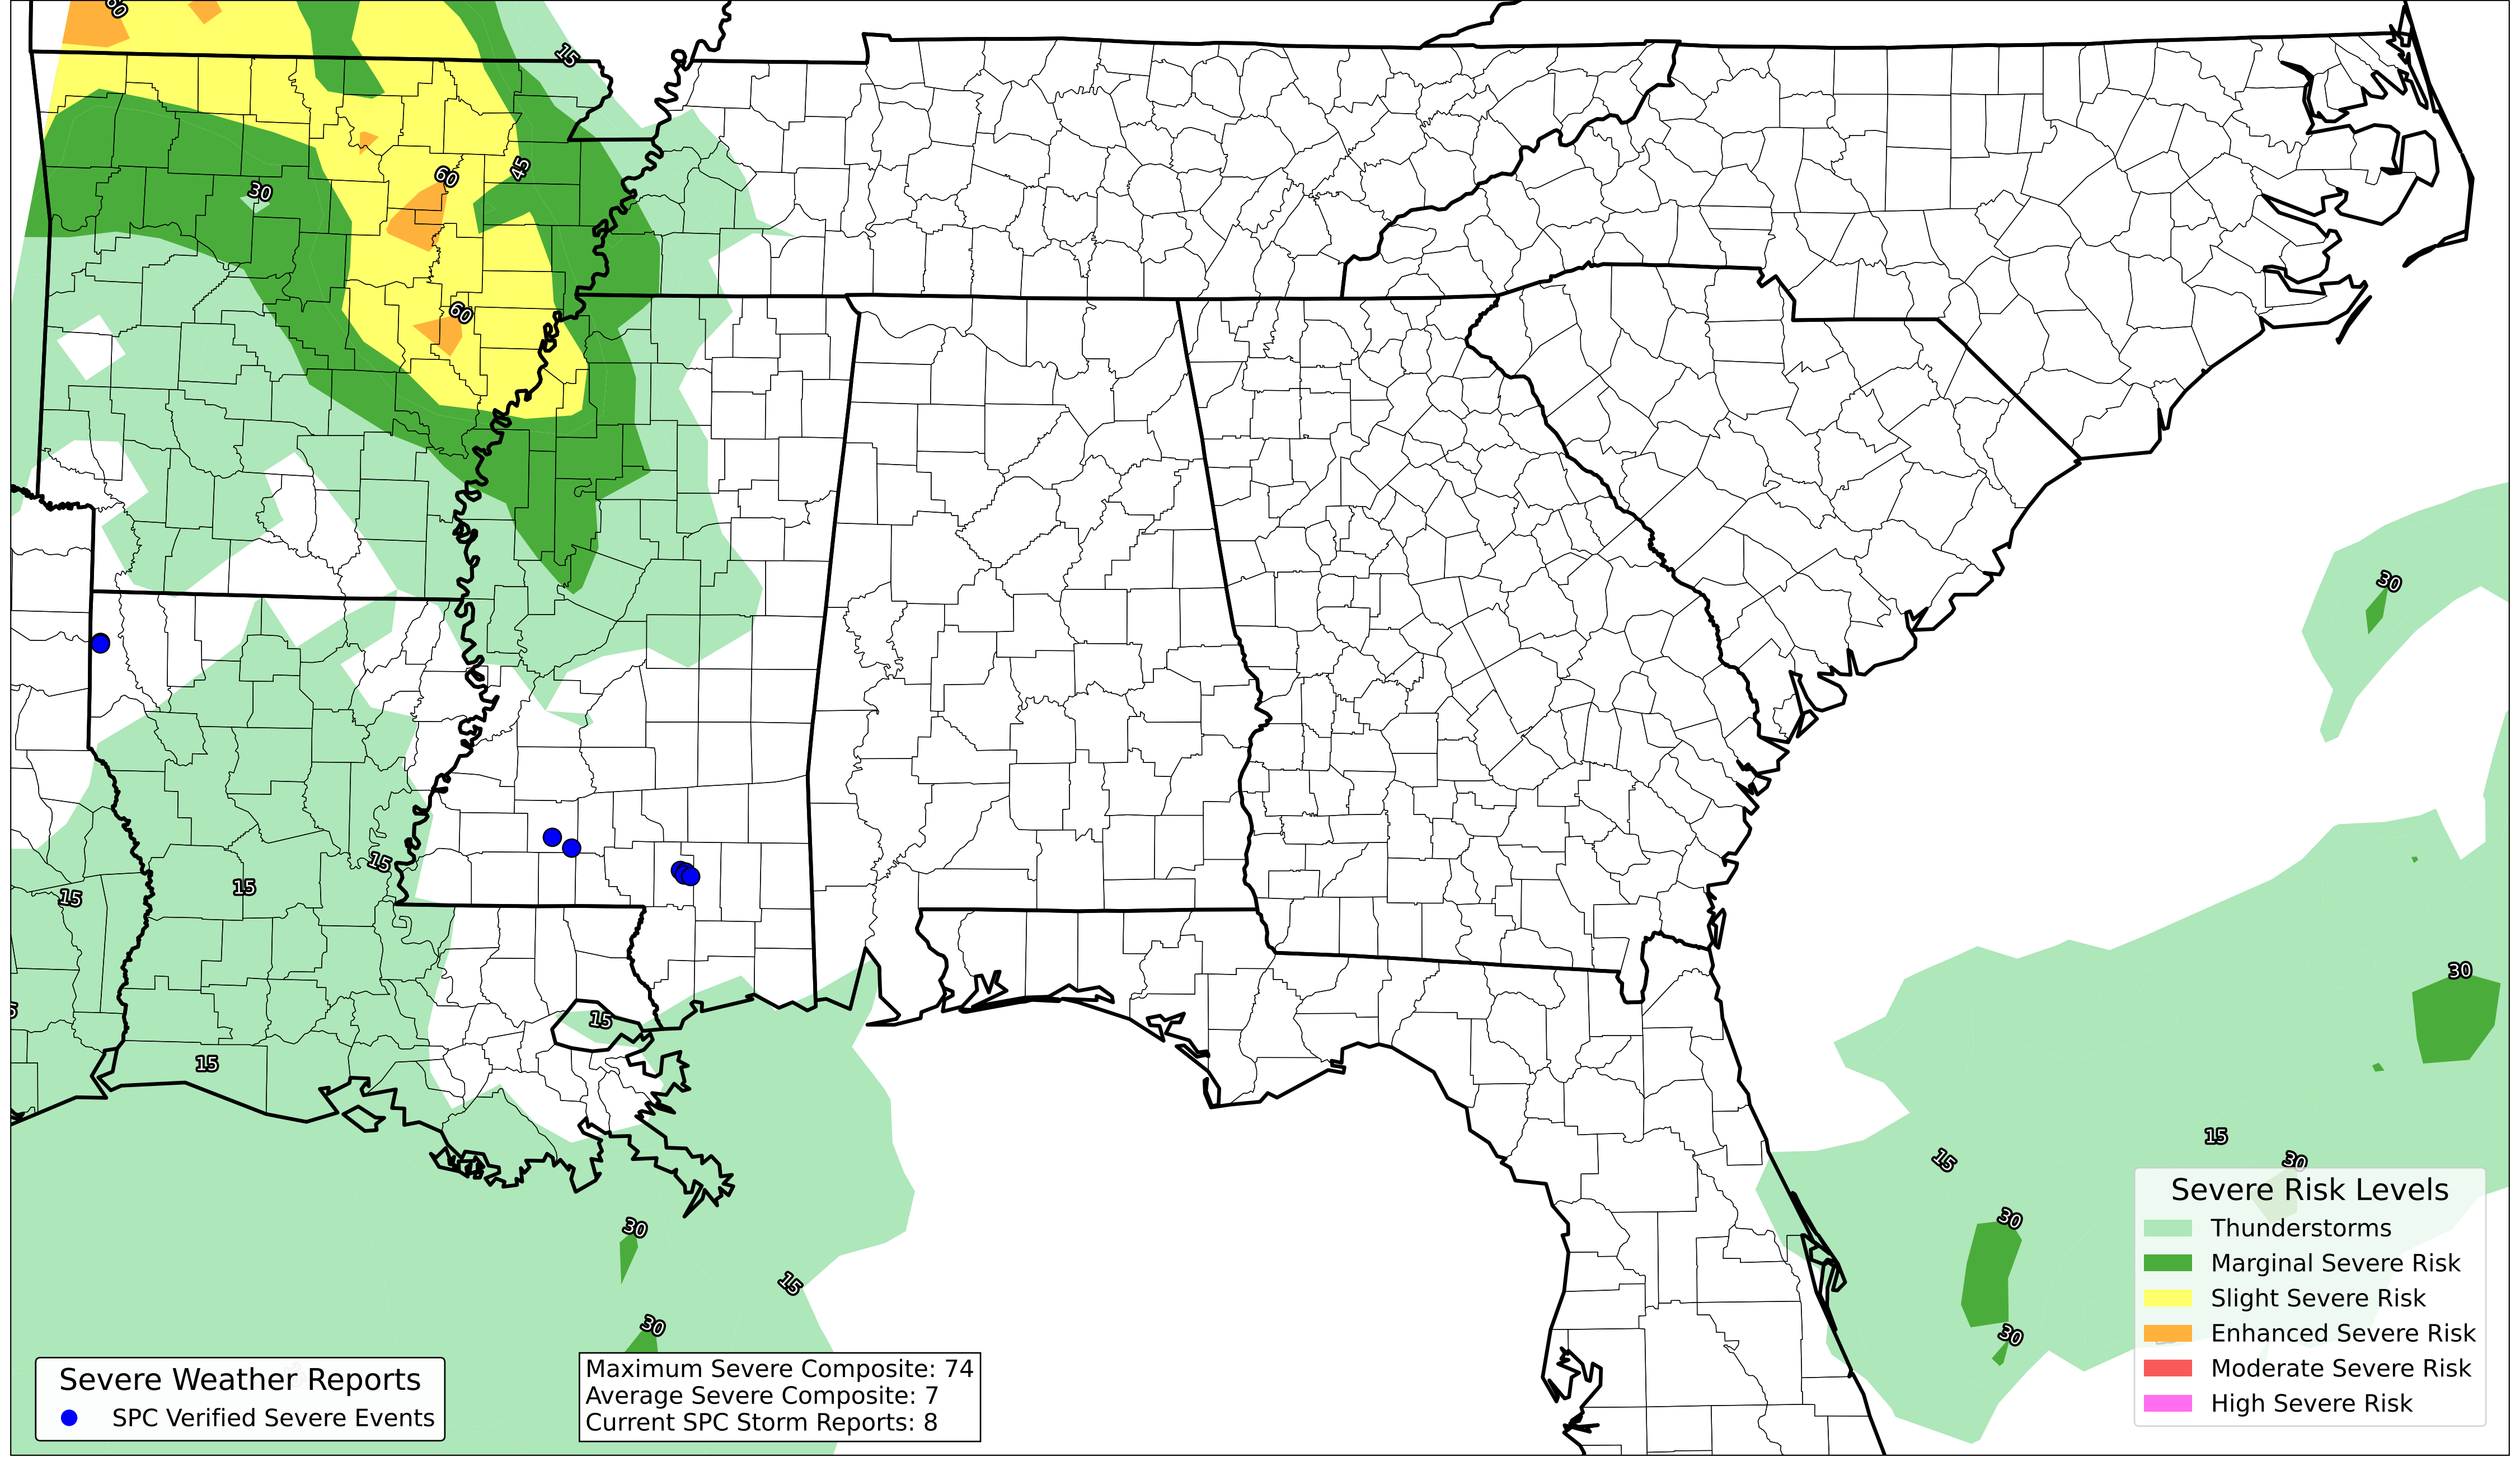 60
15
30
60
45
60
30
15
15
15
30
15
15
15
30
15
30
15
30
30
30
Severe Risk Levels
Thunderstorms
Marginal Severe Risk
Slight Severe Risk
Enhanced Severe Risk
Moderate Severe Risk
High Severe Risk
Severe Weather Reports
SPC Verified Severe Events
Maximum Severe Composite: 74
Average Severe Composite: 7
Current SPC Storm Reports: 8